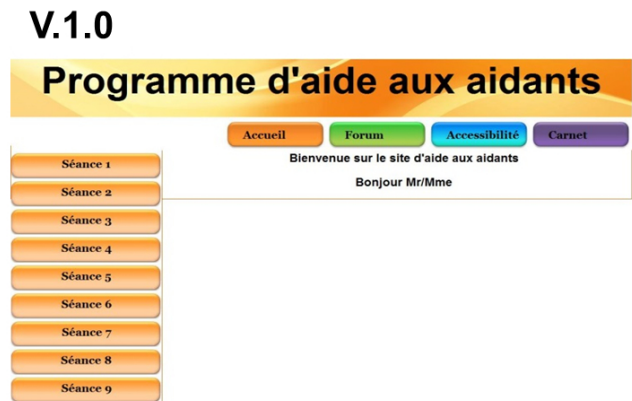 V.1.0
Programme d'aide aux aidants
Accueil Forum Accessibilité Carnet
Bienvenue sur le site d'aide aux aidants
Bonjour Mr/Mme
Séance 1
Séance 2
Séance 3
Séance 4
Séance 5
Séance 6
Séance 7
Séance 8
Séance 9